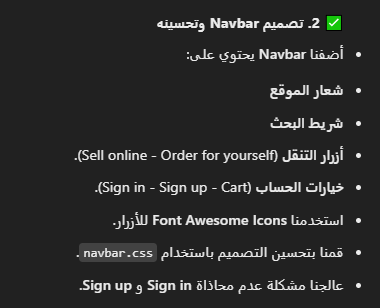 ✅ 2. تصميم Navbar وتحسينه
• أضفنا Navbar يحتوي على:
• شعار الموقع
• شريط البحث
• أزرار التنقل (Sell online - Order for yourself).
• خيارات الحساب (Sign in - Sign up - Cart).
• استخدمنا Font Awesome Icons للأزرار.
• قمنا بتحسين التصميم باستخدام navbar.css.
• عالجنا مشكلة عدم محاذاة Sign in و Sign up.